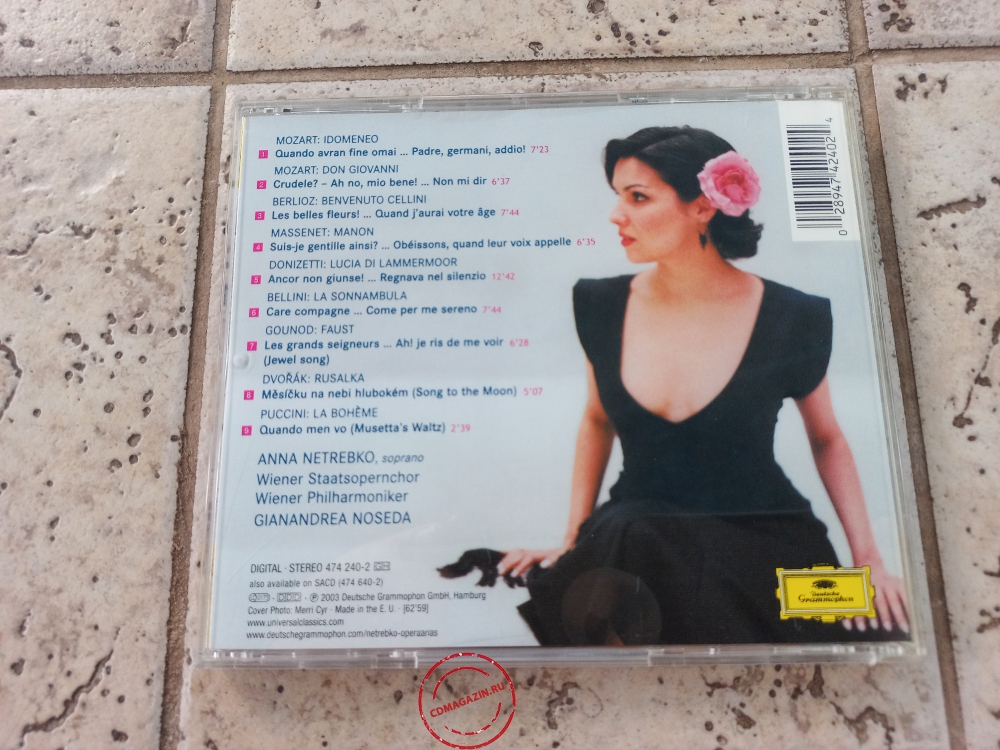 MOZART: IDOMENEO
1 Quando avran fine omai ... Padre, germani, addio! 7'23
MOZART: DON GIOVANNI
2 Crudele? – Ah no, mio bene! ... Non mi dir 6'37
BERLIOZ: BENVENUTO CELLINI
3 Les belles fleurs! ... Quand j'aurai votre âge 7'44
MASSENET: MANON
4 Suis-je gentille ainsi? ... Obéissons, quand leur voix appelle 6'35
DONIZETTI: LUCIA DI LAMMERMOOR
5 Ancor non giunse! ... Regnava nel silenzio 12'42
BELLINI: LA SONNAMBULA
6 Care compagne ... Come per me sereno 7'44
GOUNOD: FAUST
7 Les grands seigneurs ... Ah! je ris de me voir 6'28
(Jewel song)
DVOŘÁK: RUSALKA
8 Měsíčku na nebi hlubokém (Song to the Moon) 5'07
PUCCINI: LA BOHÊME
9 Quando men vo (Musetta's Waltz) 2'39
ANNA NETREBKO, soprano
Wiener Staatsopernchor
Wiener Philharmoniker
GIANANDREA NOSEDA
DIGITAL · STEREO 474 240-2 GH
also available on SACD (474 640-2)
℗ 2003 Deutsche Grammophon GmbH, Hamburg
Cover Photo: Merri Cyr · Made in the E. U. · [62'59]
www.universalclassics.com
www.deutschegrammophon.com/netrebko-operaarias
0 28947 42402 4
Deutsche
Grammophon
CDMAGAZIN.RU